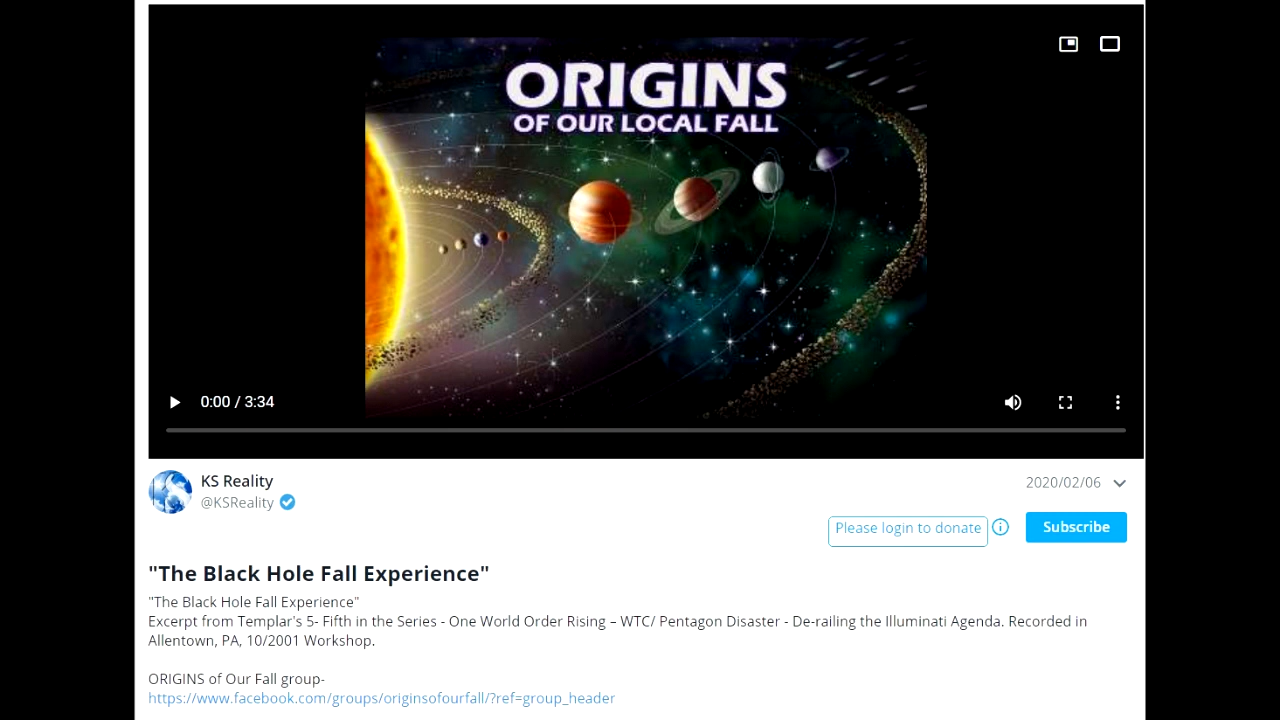 ORIGINS
OF OUR LOCAL FALL
0:00 / 3:34
KS Reality
@KSReality
2020/02/06
Please login to donate
Subscribe
"The Black Hole Fall Experience"
"The Black Hole Fall Experience"
Excerpt from Templar's 5- Fifth in the Series - One World Order Rising – WTC/ Pentagon Disaster - De-railing the Illuminati Agenda. Recorded in
Allentown, PA, 10/2001 Workshop.
ORIGINS of Our Fall group-
https://www.facebook.com/groups/originsofourfall/?ref=group_header